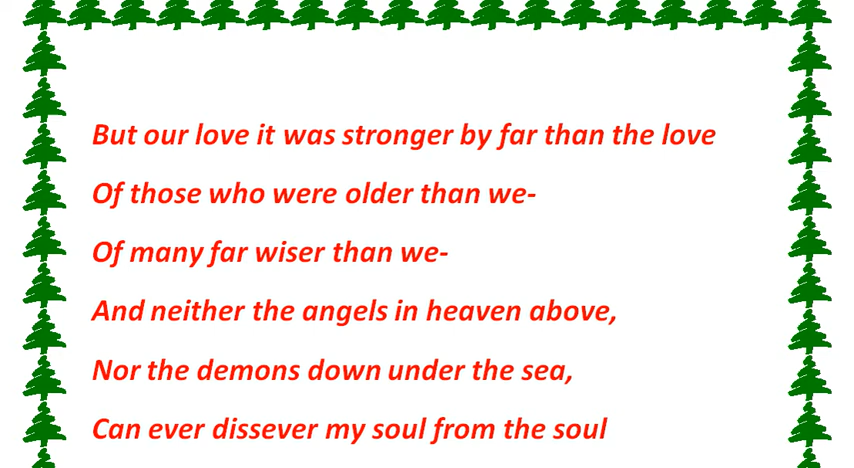 But our love it was stronger by far than the love
Of those who were older than we-
Of many far wiser than we-
And neither the angels in heaven above,
Nor the demons down under the sea,
Can ever dissever my soul from the soul